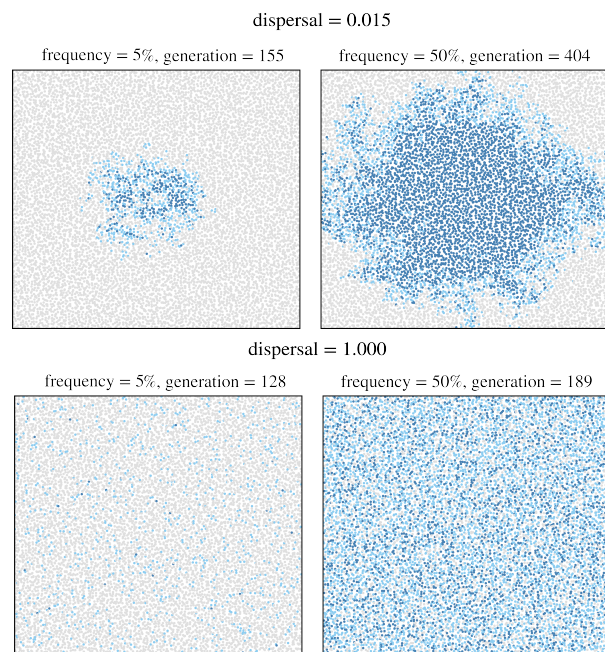 dispersal = 0.015
frequency = 5%, generation = 155
frequency = 50%, generation = 404
dispersal = 1.000
frequency = 5%, generation = 128
frequency = 50%, generation = 189